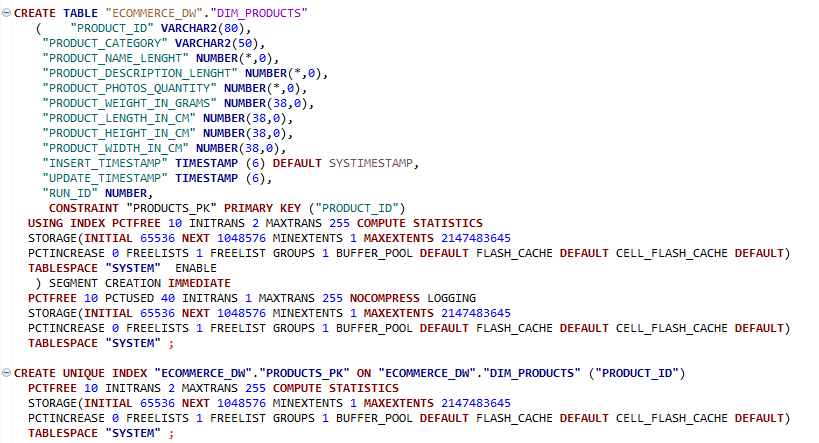 CREATE TABLE "ECOMMERCE_DW"."DIM_PRODUCTS"
( "PRODUCT_ID" VARCHAR2(80),
"PRODUCT_CATEGORY" VARCHAR2(50),
"PRODUCT_NAME_LENGHT" NUMBER(*,0),
"PRODUCT_DESCRIPTION_LENGHT" NUMBER(*,0),
"PRODUCT_PHOTOS_QUANTITY" NUMBER(*,0),
"PRODUCT_WEIGHT_IN_GRAMS" NUMBER(38,0),
"PRODUCT_LENGTH_IN_CM" NUMBER(38,0),
"PRODUCT_HEIGHT_IN_CM" NUMBER(38,0),
"PRODUCT_WIDTH_IN_CM" NUMBER(38,0),
"INSERT_TIMESTAMP" TIMESTAMP (6) DEFAULT SYSTIMESTAMP,
"UPDATE_TIMESTAMP" TIMESTAMP (6),
"RUN_ID" NUMBER,
CONSTRAINT "PRODUCTS_PK" PRIMARY KEY ("PRODUCT_ID")
USING INDEX PCTFREE 10 INITRANS 2 MAXTRANS 255 COMPUTE STATISTICS
STORAGE(INITIAL 65536 NEXT 1048576 MINEXTENTS 1 MAXEXTENTS 2147483645
PCTINCREASE 0 FREELISTS 1 FREELIST GROUPS 1 BUFFER_POOL DEFAULT FLASH_CACHE DEFAULT CELL_FLASH_CACHE DEFAULT)
TABLESPACE "SYSTEM"  ENABLE
) SEGMENT CREATION IMMEDIATE
PCTFREE 10 PCTUSED 40 INITRANS 1 MAXTRANS 255 NOCOMPRESS LOGGING
STORAGE(INITIAL 65536 NEXT 1048576 MINEXTENTS 1 MAXEXTENTS 2147483645
PCTINCREASE 0 FREELISTS 1 FREELIST GROUPS 1 BUFFER_POOL DEFAULT FLASH_CACHE DEFAULT CELL_FLASH_CACHE DEFAULT)
TABLESPACE "SYSTEM" ;
CREATE UNIQUE INDEX "ECOMMERCE_DW"."PRODUCTS_PK" ON "ECOMMERCE_DW"."DIM_PRODUCTS" ("PRODUCT_ID")
PCTFREE 10 INITRANS 2 MAXTRANS 255 COMPUTE STATISTICS
STORAGE(INITIAL 65536 NEXT 1048576 MINEXTENTS 1 MAXEXTENTS 2147483645
PCTINCREASE 0 FREELISTS 1 FREELIST GROUPS 1 BUFFER_POOL DEFAULT FLASH_CACHE DEFAULT CELL_FLASH_CACHE DEFAULT)
TABLESPACE "SYSTEM" ;